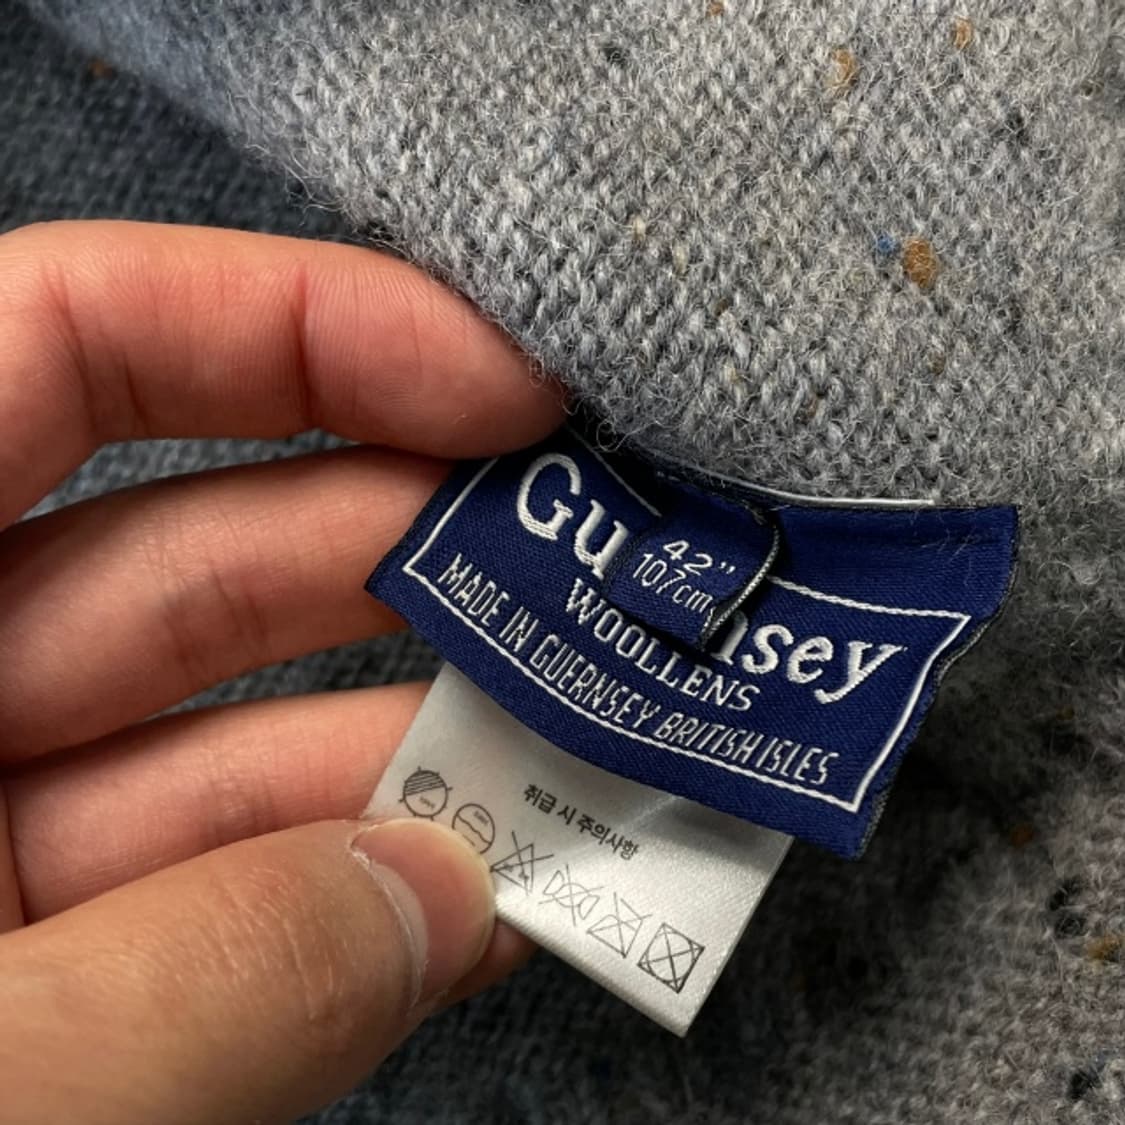 Gu nsey
42"
107cm
WOOLLENS
MADE IN GUERNSEY BRITISH ISLES
취급 시 주의사항